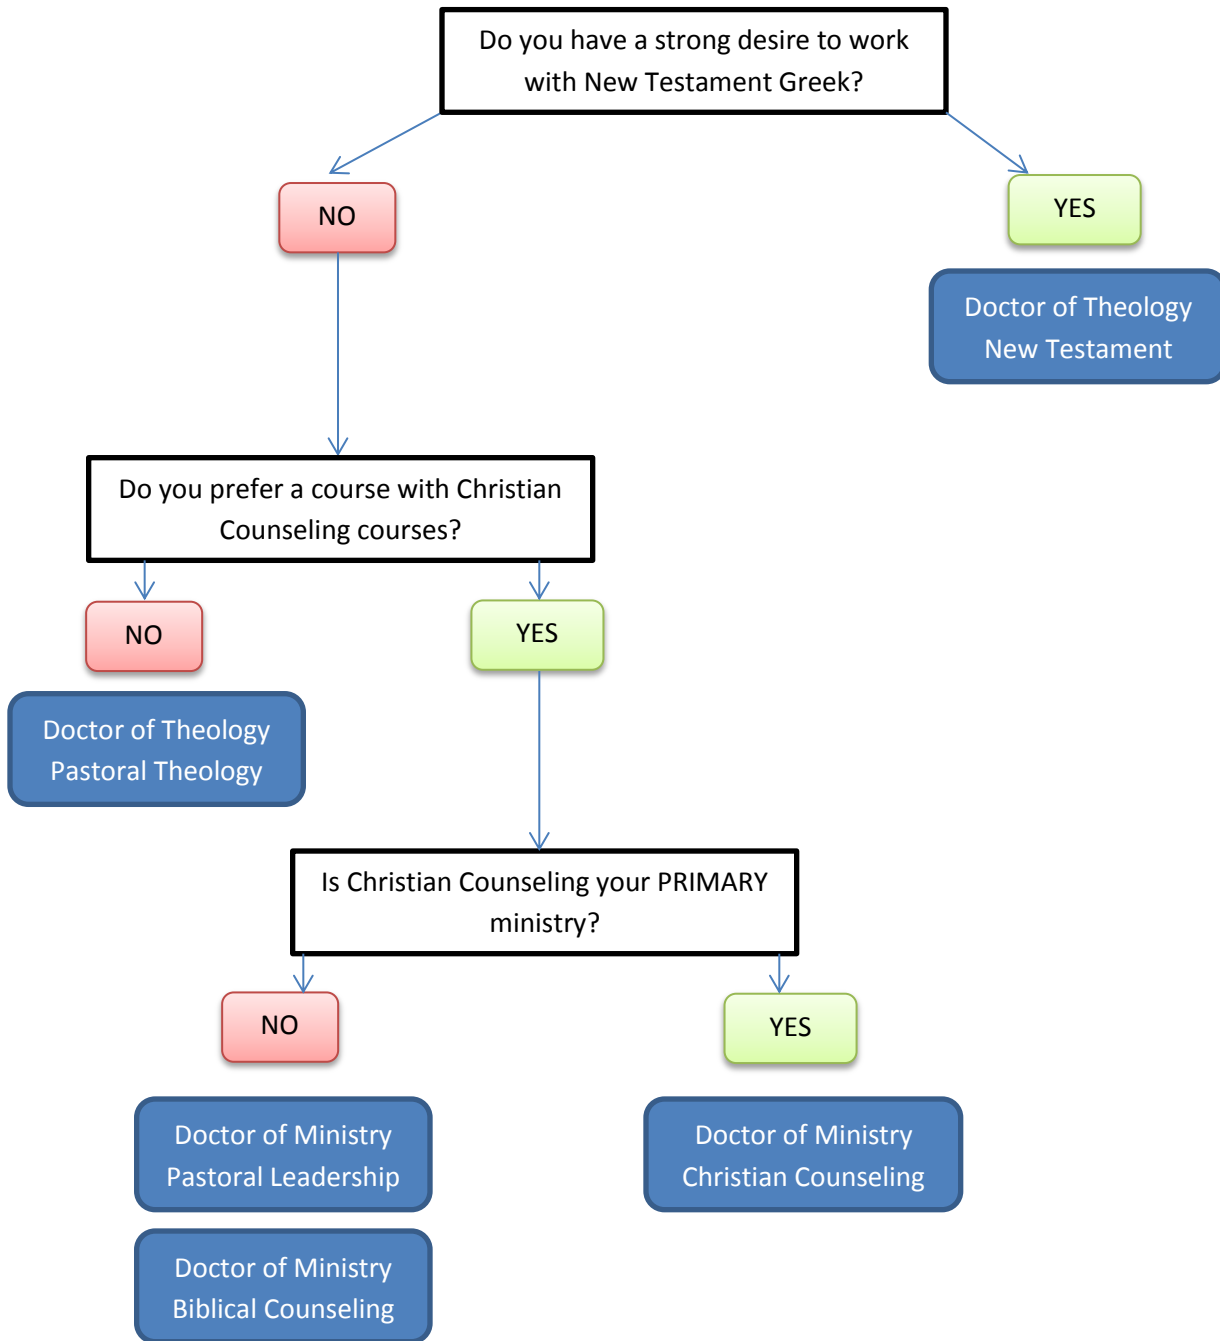 Do you have a strong desire to work
with New Testament Greek?
NO
YES
Doctor of Theology
New Testament
Do you prefer a course with Christian
Counseling courses?
NO
YES
Doctor of Theology
Pastoral Theology
Is Christian Counseling your PRIMARY
ministry?
NO
YES
Doctor of Ministry
Pastoral Leadership
Doctor of Ministry
Christian Counseling
Doctor of Ministry
Biblical Counseling